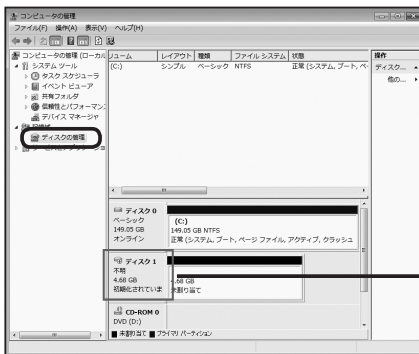 コンピュータの管理
ファイル(F) 操作(A) 表示(V) ヘルプ(H)
コンピュータの管理 (ローカル
システム ツール
タスク スケジューラ
イベント ビューア
共有フォルダ
信頼性とパフォーマン
デバイス マネージャ
ディスクの管理
リューム レイアウト 種類 ファイル システム 状態
(C:) シンプル ベーシック NTFS 正常 (システム, ブート, ペ
操作
ディスク...
他の...
ディスク 0
ベーシック
149.05 GB
オンライン
(C:)
149.05 GB NTFS
正常 (システム, ブート, ページ ファイル, アクティブ, クラッシュ
ディスク 1
不明
4.68 GB
初期化されていま
4.68 GB
未割り当て
CD-ROM 0
DVD (D:)
未割り当て プライマリ パーティション